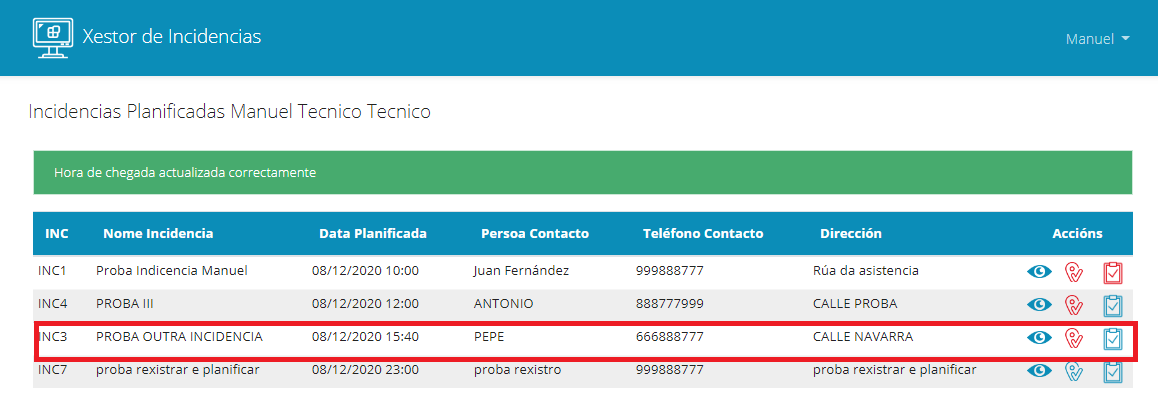 Xestor de Incidencias
Manuel
Incidencias Planificadas Manuel Tecnico Tecnico
Hora de chegada actualizada correctamente
INC Nome Incidencia Data Planificada Persoa Contacto Teléfono Contacto Dirección Accións
INC1 Proba Indicencia Manuel 08/12/2020 10:00 Juan Fernández 999888777 Rúa da asistencia
INC4 PROBA III 08/12/2020 12:00 ANTONIO 888777999 CALLE PROBA
INC3 PROBA OUTRA INCIDENCIA 08/12/2020 15:40 PEPE 666888777 CALLE NAVARRA
INC7 proba rexistrar e planificar 08/12/2020 23:00 proba rexistro 999888777 proba rexistrar e planificar